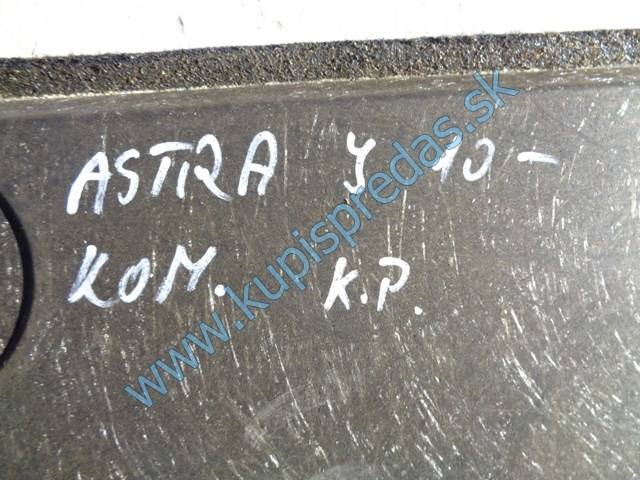 ASTRA J 10-
KOM. K.P.
www.kupispredas.sk